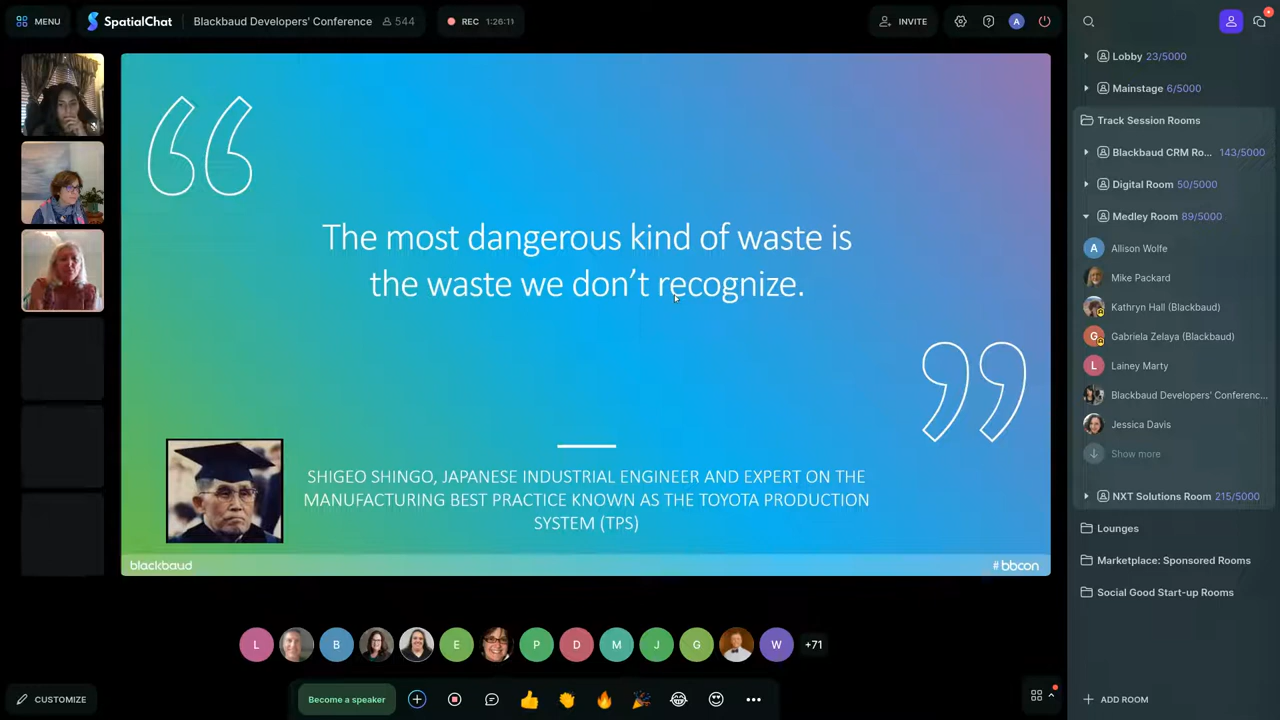 MENU
SpatialChat
Blackbaud Developers' Conference 544
REC 1:26:11
INVITE
A
The most dangerous kind of waste is
the waste we don't recognize.
SHIGEO SHINGO, JAPANESE INDUSTRIAL ENGINEER AND EXPERT ON THE
MANUFACTURING BEST PRACTICE KNOWN AS THE TOYOTA PRODUCTION
SYSTEM (TPS)
blackbaud
#bbcon
L B E P D M J G W +71
CUSTOMIZE
Become a speaker
Lobby 23/5000
Mainstage 6/5000
Track Session Rooms
Blackbaud CRM Ro... 143/5000
Digital Room 50/5000
Medley Room 89/5000
A Allison Wolfe
Mike Packard
Kathryn Hall (Blackbaud)
G Gabriela Zelaya (Blackbaud)
L Lainey Marty
Blackbaud Developers' Conferenc...
Jessica Davis
Show more
NXT Solutions Room 215/5000
Lounges
Marketplace: Sponsored Rooms
Social Good Start-up Rooms
ADD ROOM